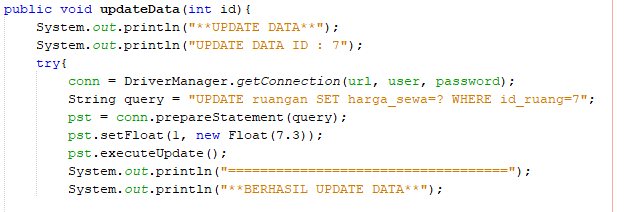 public void updateData(int id){
System.out.println("**UPDATE DATA**");
System.out.println("UPDATE DATA ID : 7");
try{
conn = DriverManager.getConnection(url, user, password);
String query = "UPDATE ruangan SET harga_sewa=? WHERE id_ruang=7";
pst = conn.prepareStatement(query);
pst.setFloat(1, new Float(7.3));
pst.executeUpdate();
System.out.println("===================================");
System.out.println("**BERHASIL UPDATE DATA**");